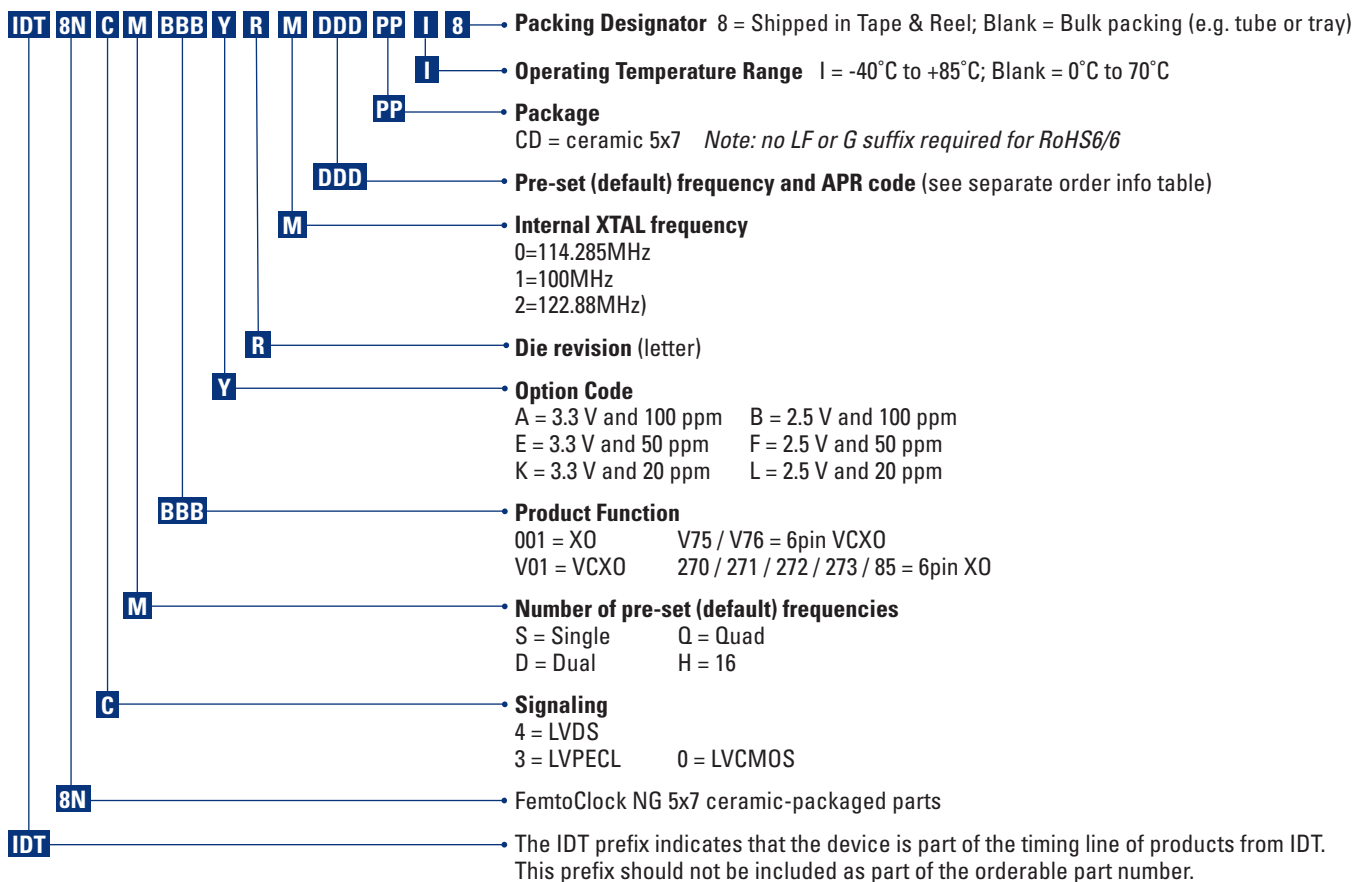 IDT 8N C M BBB Y R M DDD PP I 8 • Packing Designator 8 = Shipped in Tape & Reel; Blank = Bulk packing (e.g. tube or tray)
I • Operating Temperature Range I = -40˚C to +85˚C; Blank = 0˚C to 70˚C
PP • Package
CD = ceramic 5x7 Note: no LF or G suffix required for RoHS6/6
DDD • Pre-set (default) frequency and APR code (see separate order info table)
M • Internal XTAL frequency
0=114.285MHz
1=100MHz
2=122.88MHz)
R • Die revision (letter)
Y • Option Code
A = 3.3 V and 100 ppm B = 2.5 V and 100 ppm
E = 3.3 V and 50 ppm F = 2.5 V and 50 ppm
K = 3.3 V and 20 ppm L = 2.5 V and 20 ppm
BBB • Product Function
001 = XO V75 / V76 = 6pin VCXO
V01 = VCXO 270 / 271 / 272 / 273 / 85 = 6pin XO
M • Number of pre-set (default) frequencies
S = Single Q = Quad
D = Dual H = 16
C • Signaling
4 = LVDS
3 = LVPECL 0 = LVCMOS
8N • FemtoClock NG 5x7 ceramic-packaged parts
IDT • The IDT prefix indicates that the device is part of the timing line of products from IDT.
This prefix should not be included as part of the orderable part number.